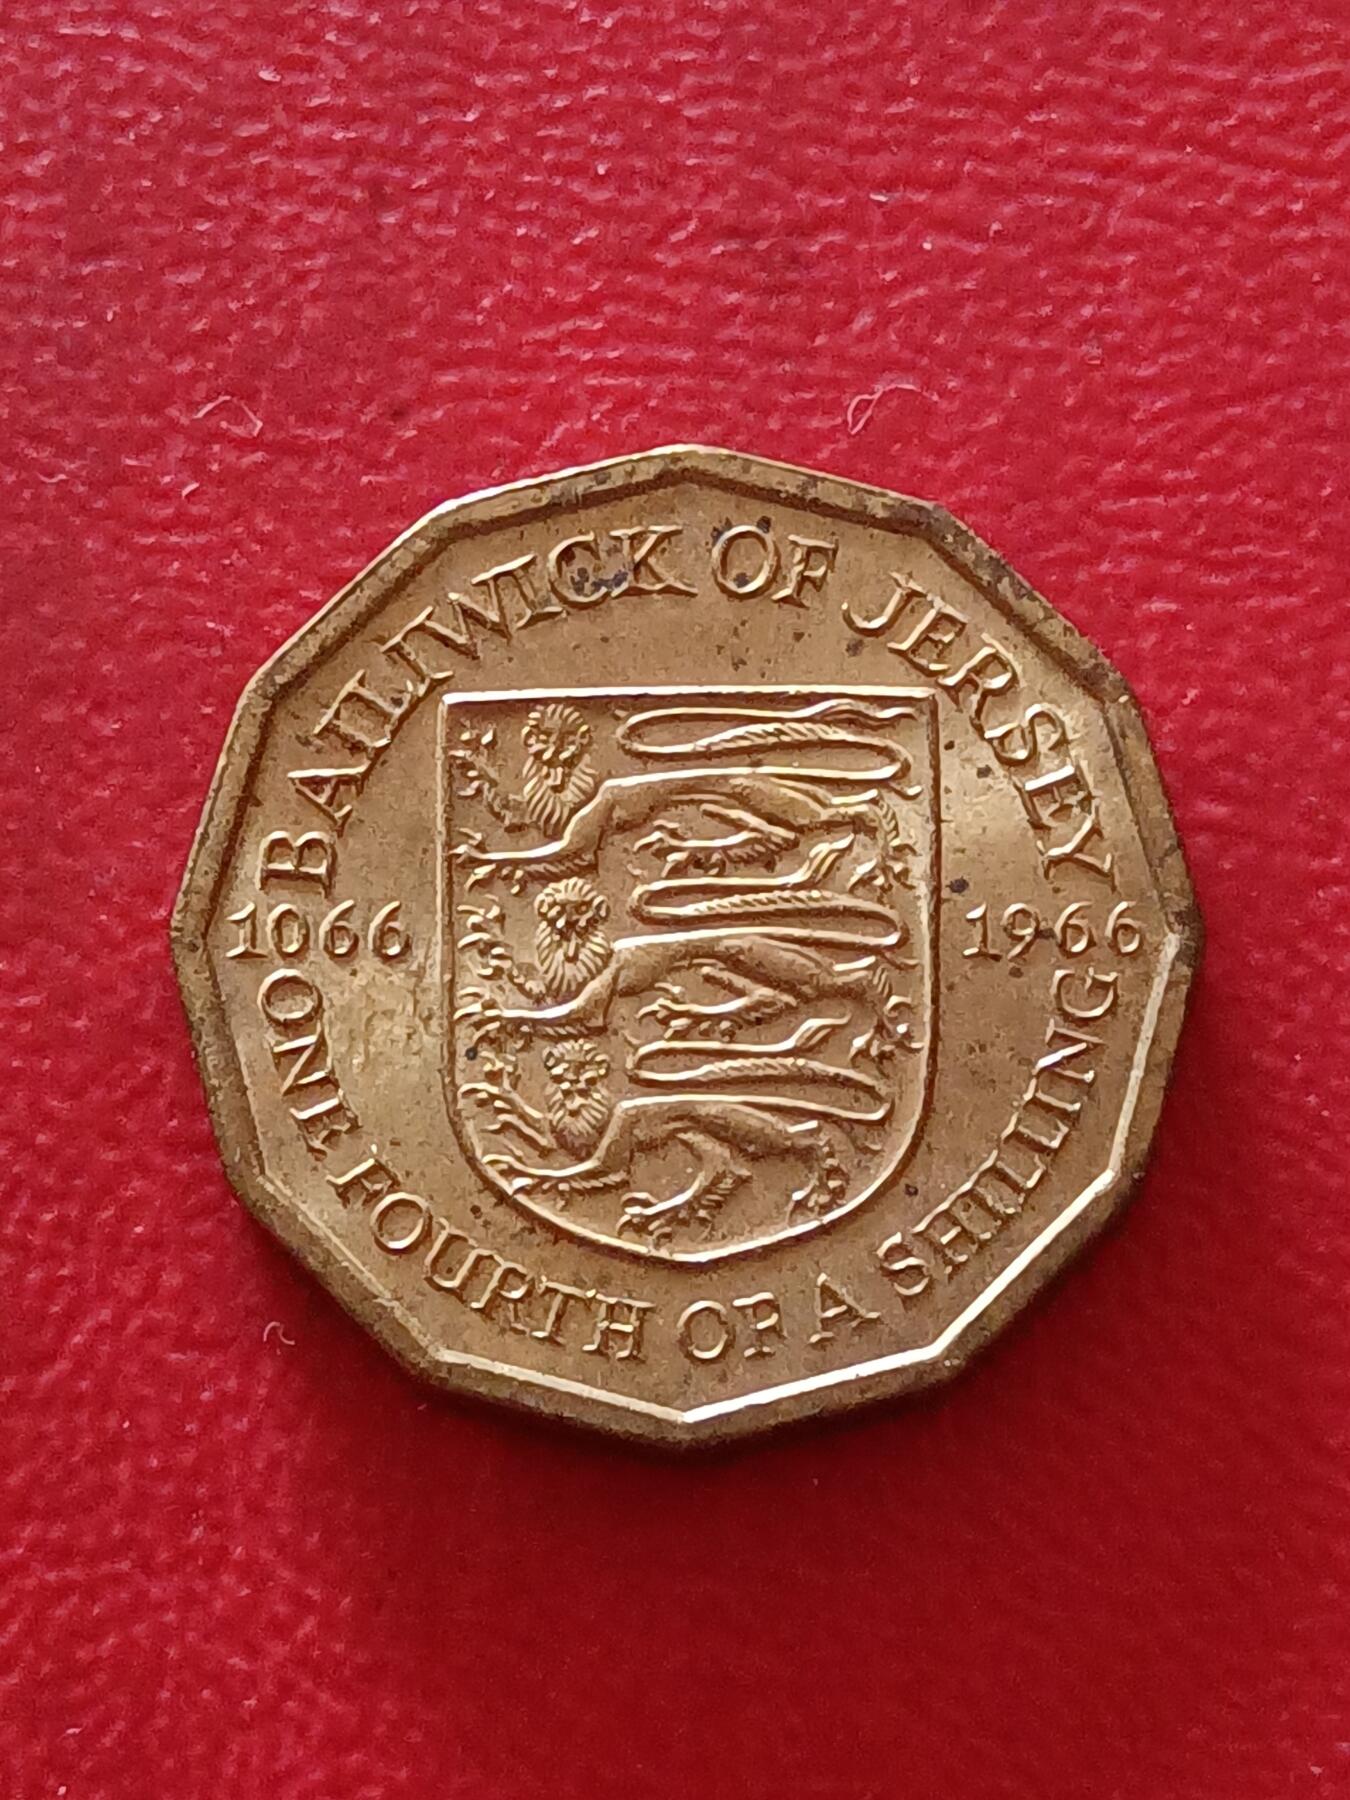 BAILIWICK OF JERSEY
1066 1966
ONE FOURTH OF A SHILLING